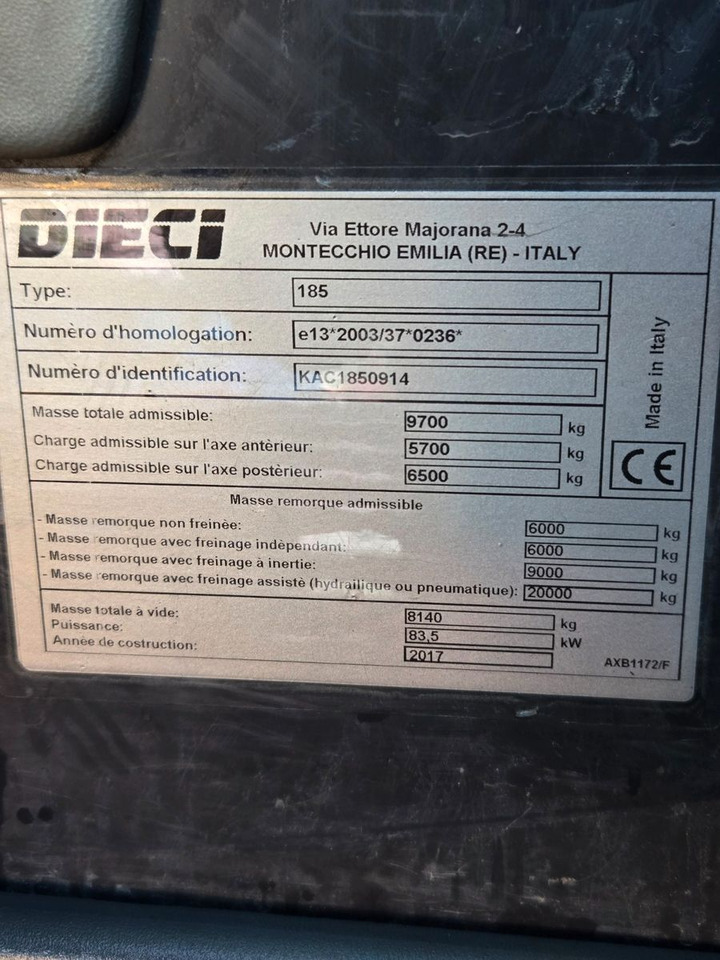 DIECI
Via Ettore Majorana 2-4
MONTECCHIO EMILIA (RE) - ITALY
Type: 185
Numèro d'homologation: e13*2003/37*0236*
Numèro d'identification: KAC1850914
Made in Italy
CE
Masse totale admissible: 9700 kg
Charge admissible sur l'axe antèrieur: 5700 kg
Charge admissible sur l'axe postèrieur: 6500 kg
Masse remorque admissible
- Masse remorque non freinèe: 6000 kg
- Masse remorque avec freinage indèpendant: 6000 kg
- Masse remorque avec freinage à inertie: 9000 kg
- Masse remorque avec freinage assistè (hydrailique ou pneumatique): 20000 kg
Masse totale à vide: 8140 kg
Puissance: 83,5 kW
Annèe de costruction: 2017
AXB1172/F